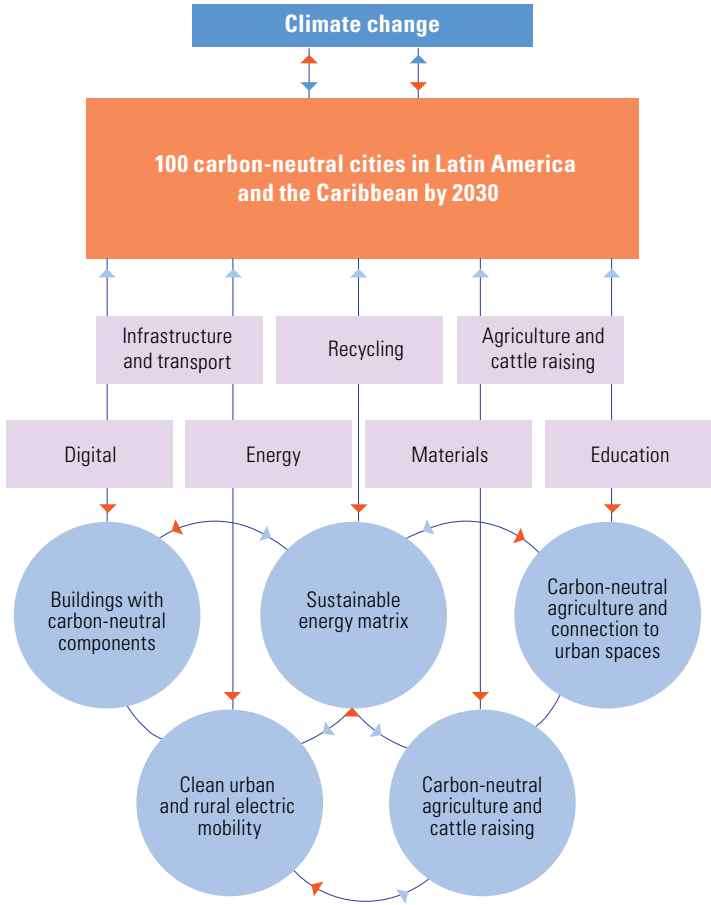 Climate change
100 carbon-neutral cities in Latin America
and the Caribbean by 2030
Infrastructure
and transport
Recycling
Agriculture and
cattle raising
Digital
Energy
Materials
Education
Buildings with
carbon-neutral
components
Sustainable
energy matrix
Carbon-neutral
agriculture and
connection to
urban spaces
Clean urban
and rural electric
mobility
Carbon-neutral
agriculture and
cattle raising